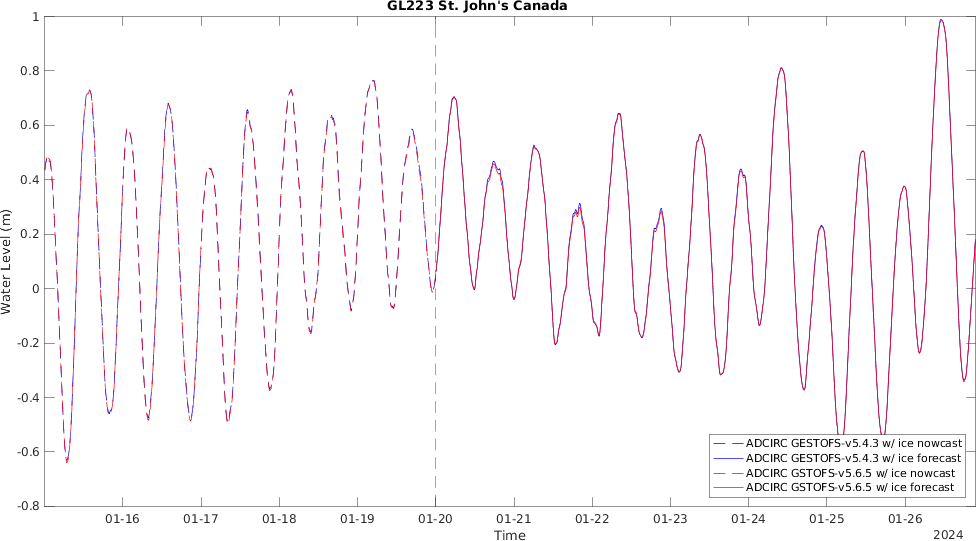 GL223 St. John's Canada
1
0.8
0.6
0.4
0.2
0
-0.2
-0.4
-0.6
-0.8
Water Level (m)
ADCIRC GESTOFS-v5.4.3 w/ ice nowcast
ADCIRC GESTOFS-v5.4.3 w/ ice forecast
ADCIRC GSTOFS-v5.6.5 w/ ice nowcast
ADCIRC GSTOFS-v5.6.5 w/ ice forecast
01-16 01-17 01-18 01-19 01-20 01-21 01-22 01-23 01-24 01-25 01-26
Time
2024